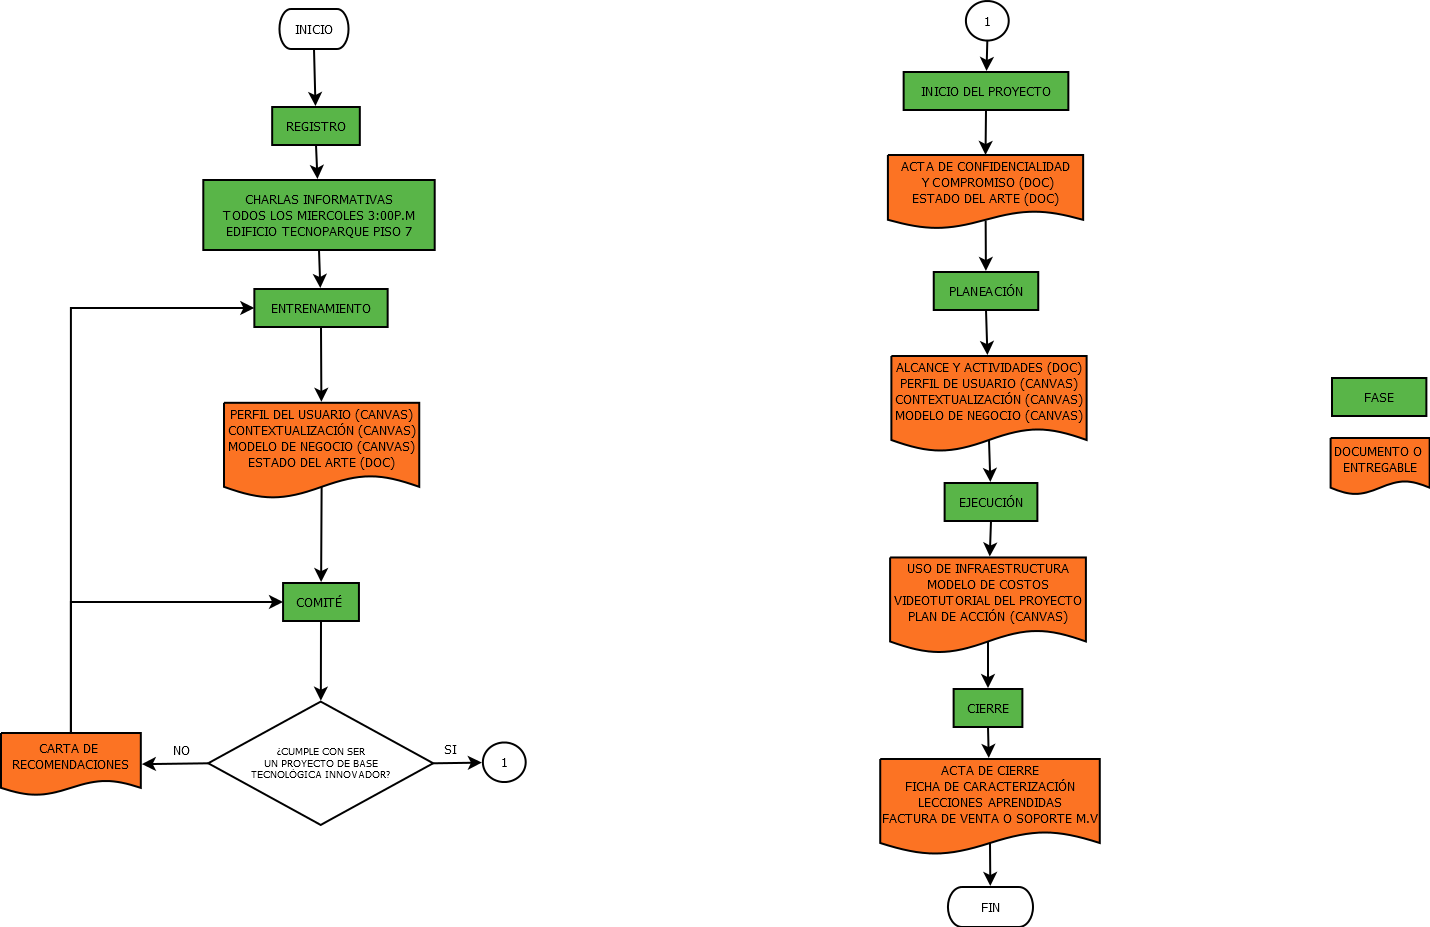 INICIO
REGISTRO
CHARLAS INFORMATIVAS
TODOS LOS MIERCOLES 3:00P.M
EDIFICIO TECNOPARQUE PISO 7
ENTRENAMIENTO
PERFIL DEL USUARIO (CANVAS)
CONTEXTUALIZACIÓN (CANVAS)
MODELO DE NEGOCIO (CANVAS)
ESTADO DEL ARTE (DOC)
COMITÉ
¿CUMPLE CON SER
UN PROYECTO DE BASE
TECNOLÓGICA INNOVADOR?
NO
CARTA DE
RECOMENDACIONES
SI
1
1
INICIO DEL PROYECTO
ACTA DE CONFIDENCIALIDAD
Y COMPROMISO (DOC)
ESTADO DEL ARTE (DOC)
PLANEACIÓN
ALCANCE Y ACTIVIDADES (DOC)
PERFIL DE USUARIO (CANVAS)
CONTEXTUALIZACIÓN (CANVAS)
MODELO DE NEGOCIO (CANVAS)
EJECUCIÓN
USO DE INFRAESTRUCTURA
MODELO DE COSTOS
VIDEOTUTORIAL DEL PROYECTO
PLAN DE ACCIÓN (CANVAS)
CIERRE
ACTA DE CIERRE
FICHA DE CARACTERIZACIÓN
LECCIONES APRENDIDAS
FACTURA DE VENTA O SOPORTE M.V
FIN
FASE
DOCUMENTO O
ENTREGABLE